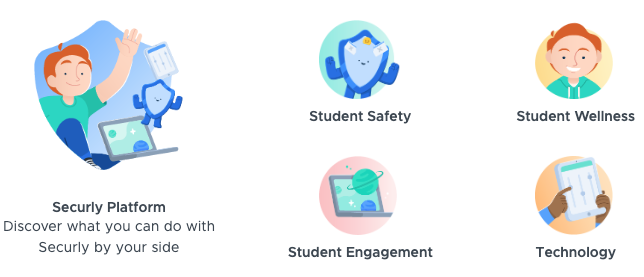 Student Safety
Student Wellness
Securly Platform
Discover what you can do with
Securly by your side
Student Engagement
Technology